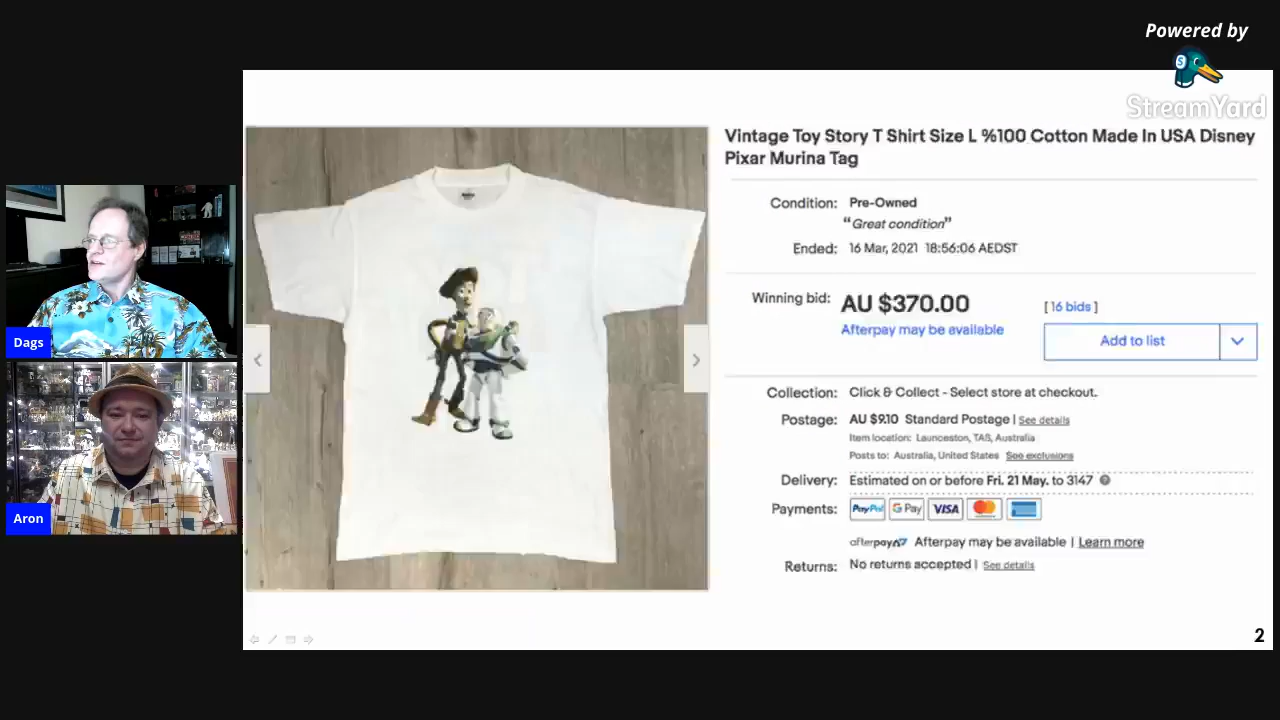 Powered by
StreamYard
Vintage Toy Story T Shirt Size L %100 Cotton Made In USA Disney
Pixar Murina Tag
Condition: Pre-Owned
“Great condition”
Ended: 16 Mar, 2021 18:56:06 AEDST
Winning bid: AU $370.00 [ 16 bids ]
Afterpay may be available
Add to list
Collection: Click & Collect - Select store at checkout.
Postage: AU $9.10 Standard Postage | See details
Item location: Launceston, TAS, Australia
Posts to: Australia, United States See exclusions
Delivery: Estimated on or before Fri. 21 May. to 3147
Payments: PayPal G Pay VISA
afterpay Afterpay may be available | Learn more
Returns: No returns accepted | See details
2
Dags
Aron